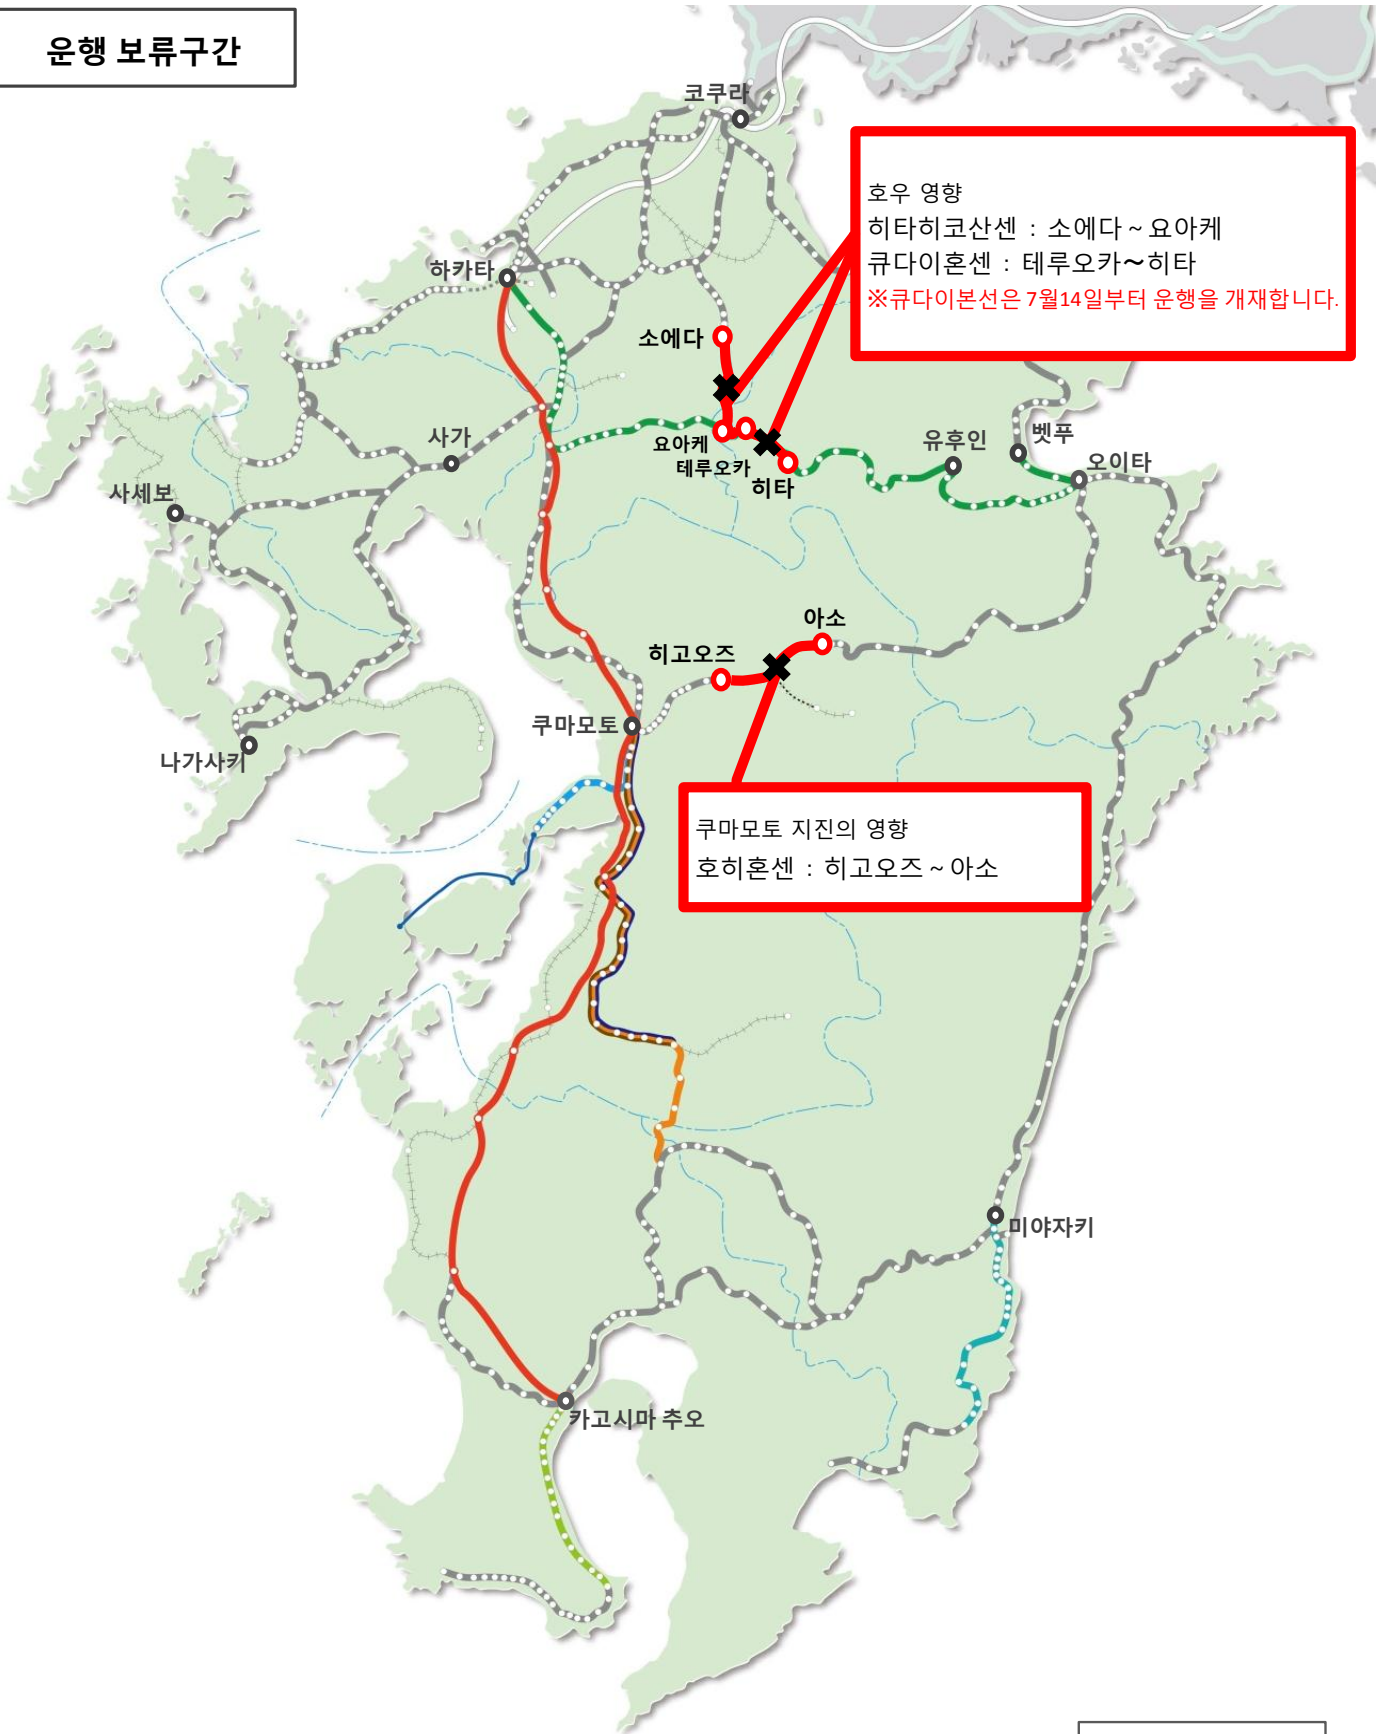 운행 보류구간
코쿠라
호우 영향
히타히코산센 : 소에다 ~ 요아케
큐다이혼센 : 테루오카～히타
※큐다이본선은 7월14일부터 운행을 개재합니다.
하카타
소에다
사가
요아케
테루오카
히타
유후인
벳푸
오이타
사세보
아소
히고오즈
쿠마모토
나가사키
쿠마모토 지진의 영향
호히혼센 : 히고오즈 ~ 아소
미야자키
카고시마 추오